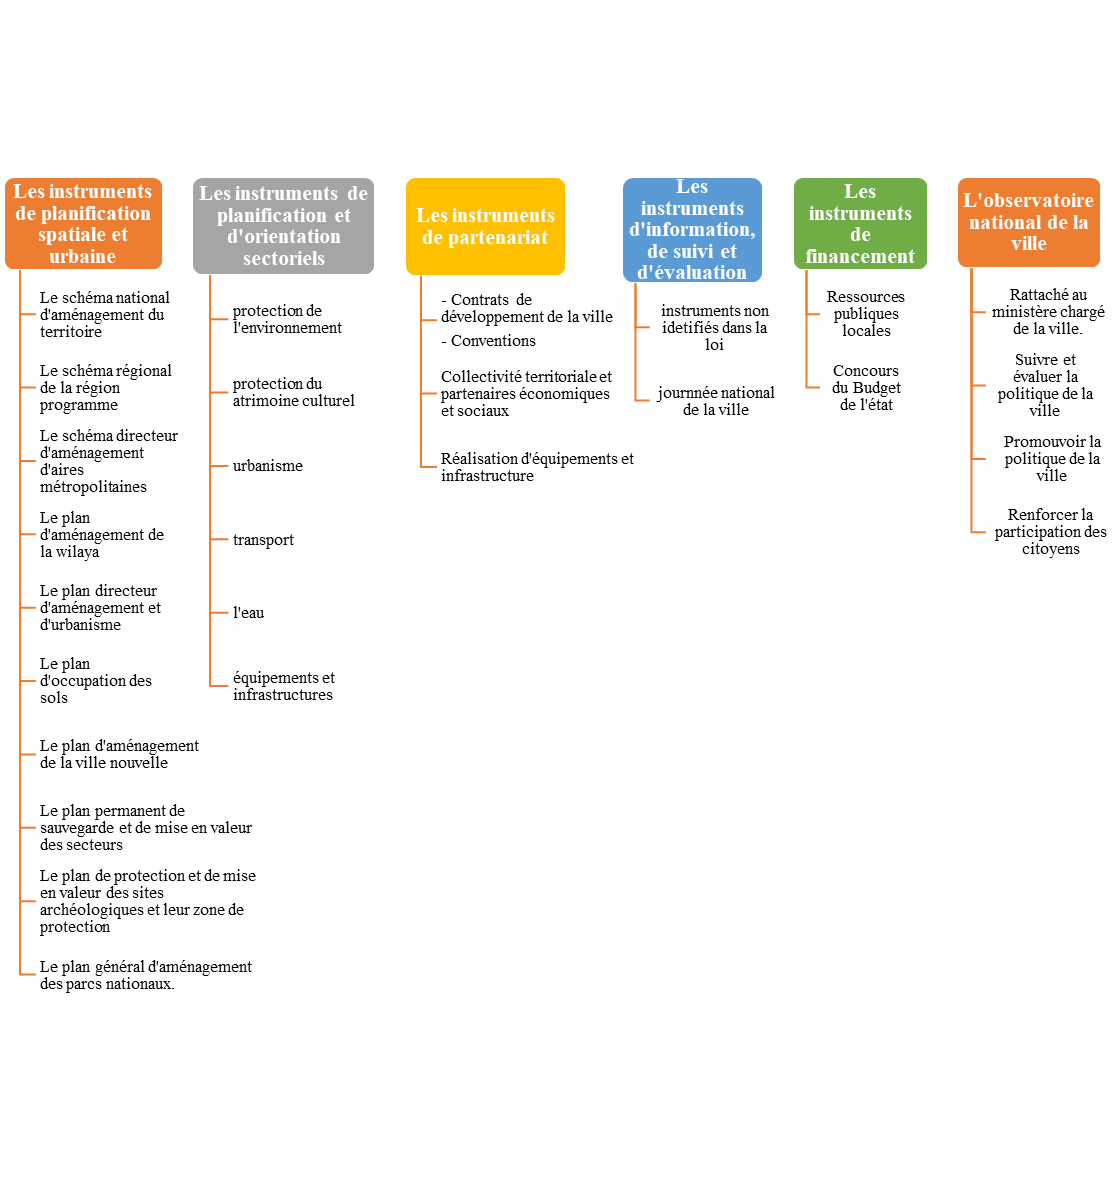 Les instruments
de planification
spatiale et
urbaine
Le schéma national
d'aménagement du
territoire
Le schéma régional
de la région
programme
Le schéma directeur
d'aménagement
d'aires
métropolitaines
Le plan
d'aménagement de
la wilaya
Le plan directeur
d'aménagement et
d'urbanisme
Le plan
d'occupation des
sols
Le plan d'aménagement
de la ville nouvelle
Le plan permanent de
sauvegarde et de mise en valeur
des secteurs
Le plan de protection et de mise
en valeur des sites
archéologiques et leur zone de
protection
Le plan général d'aménagement
des parcs nationaux.
Les instruments de
planification et
d'orientation
sectoriels
protection de
l'environnement
protection du
atrimoine culturel
urbanisme
transport
l'eau
équipements et
infrastructures
Les instruments
de partenariat
- Contrats de
développement de la ville
- Conventions
Collectivité territoriale et
partenaires économiques
et sociaux
Réalisation d'équipements et
infrastructure
Les
instruments
d'information,
de suivi et
d'évaluation
instruments non
idetifiés dans la
loi
journnée national
de la ville
Les
instruments
de
financement
Ressources
publiques
locales
Concours
du Budget
de l'état
L'observatoire
national de la
ville
Rattaché au
ministère chargé
de la ville.
Suivre et
évaluer la
politique de la
ville
Promouvoir la
politique de la
ville
Renforcer la
participation des
citoyens